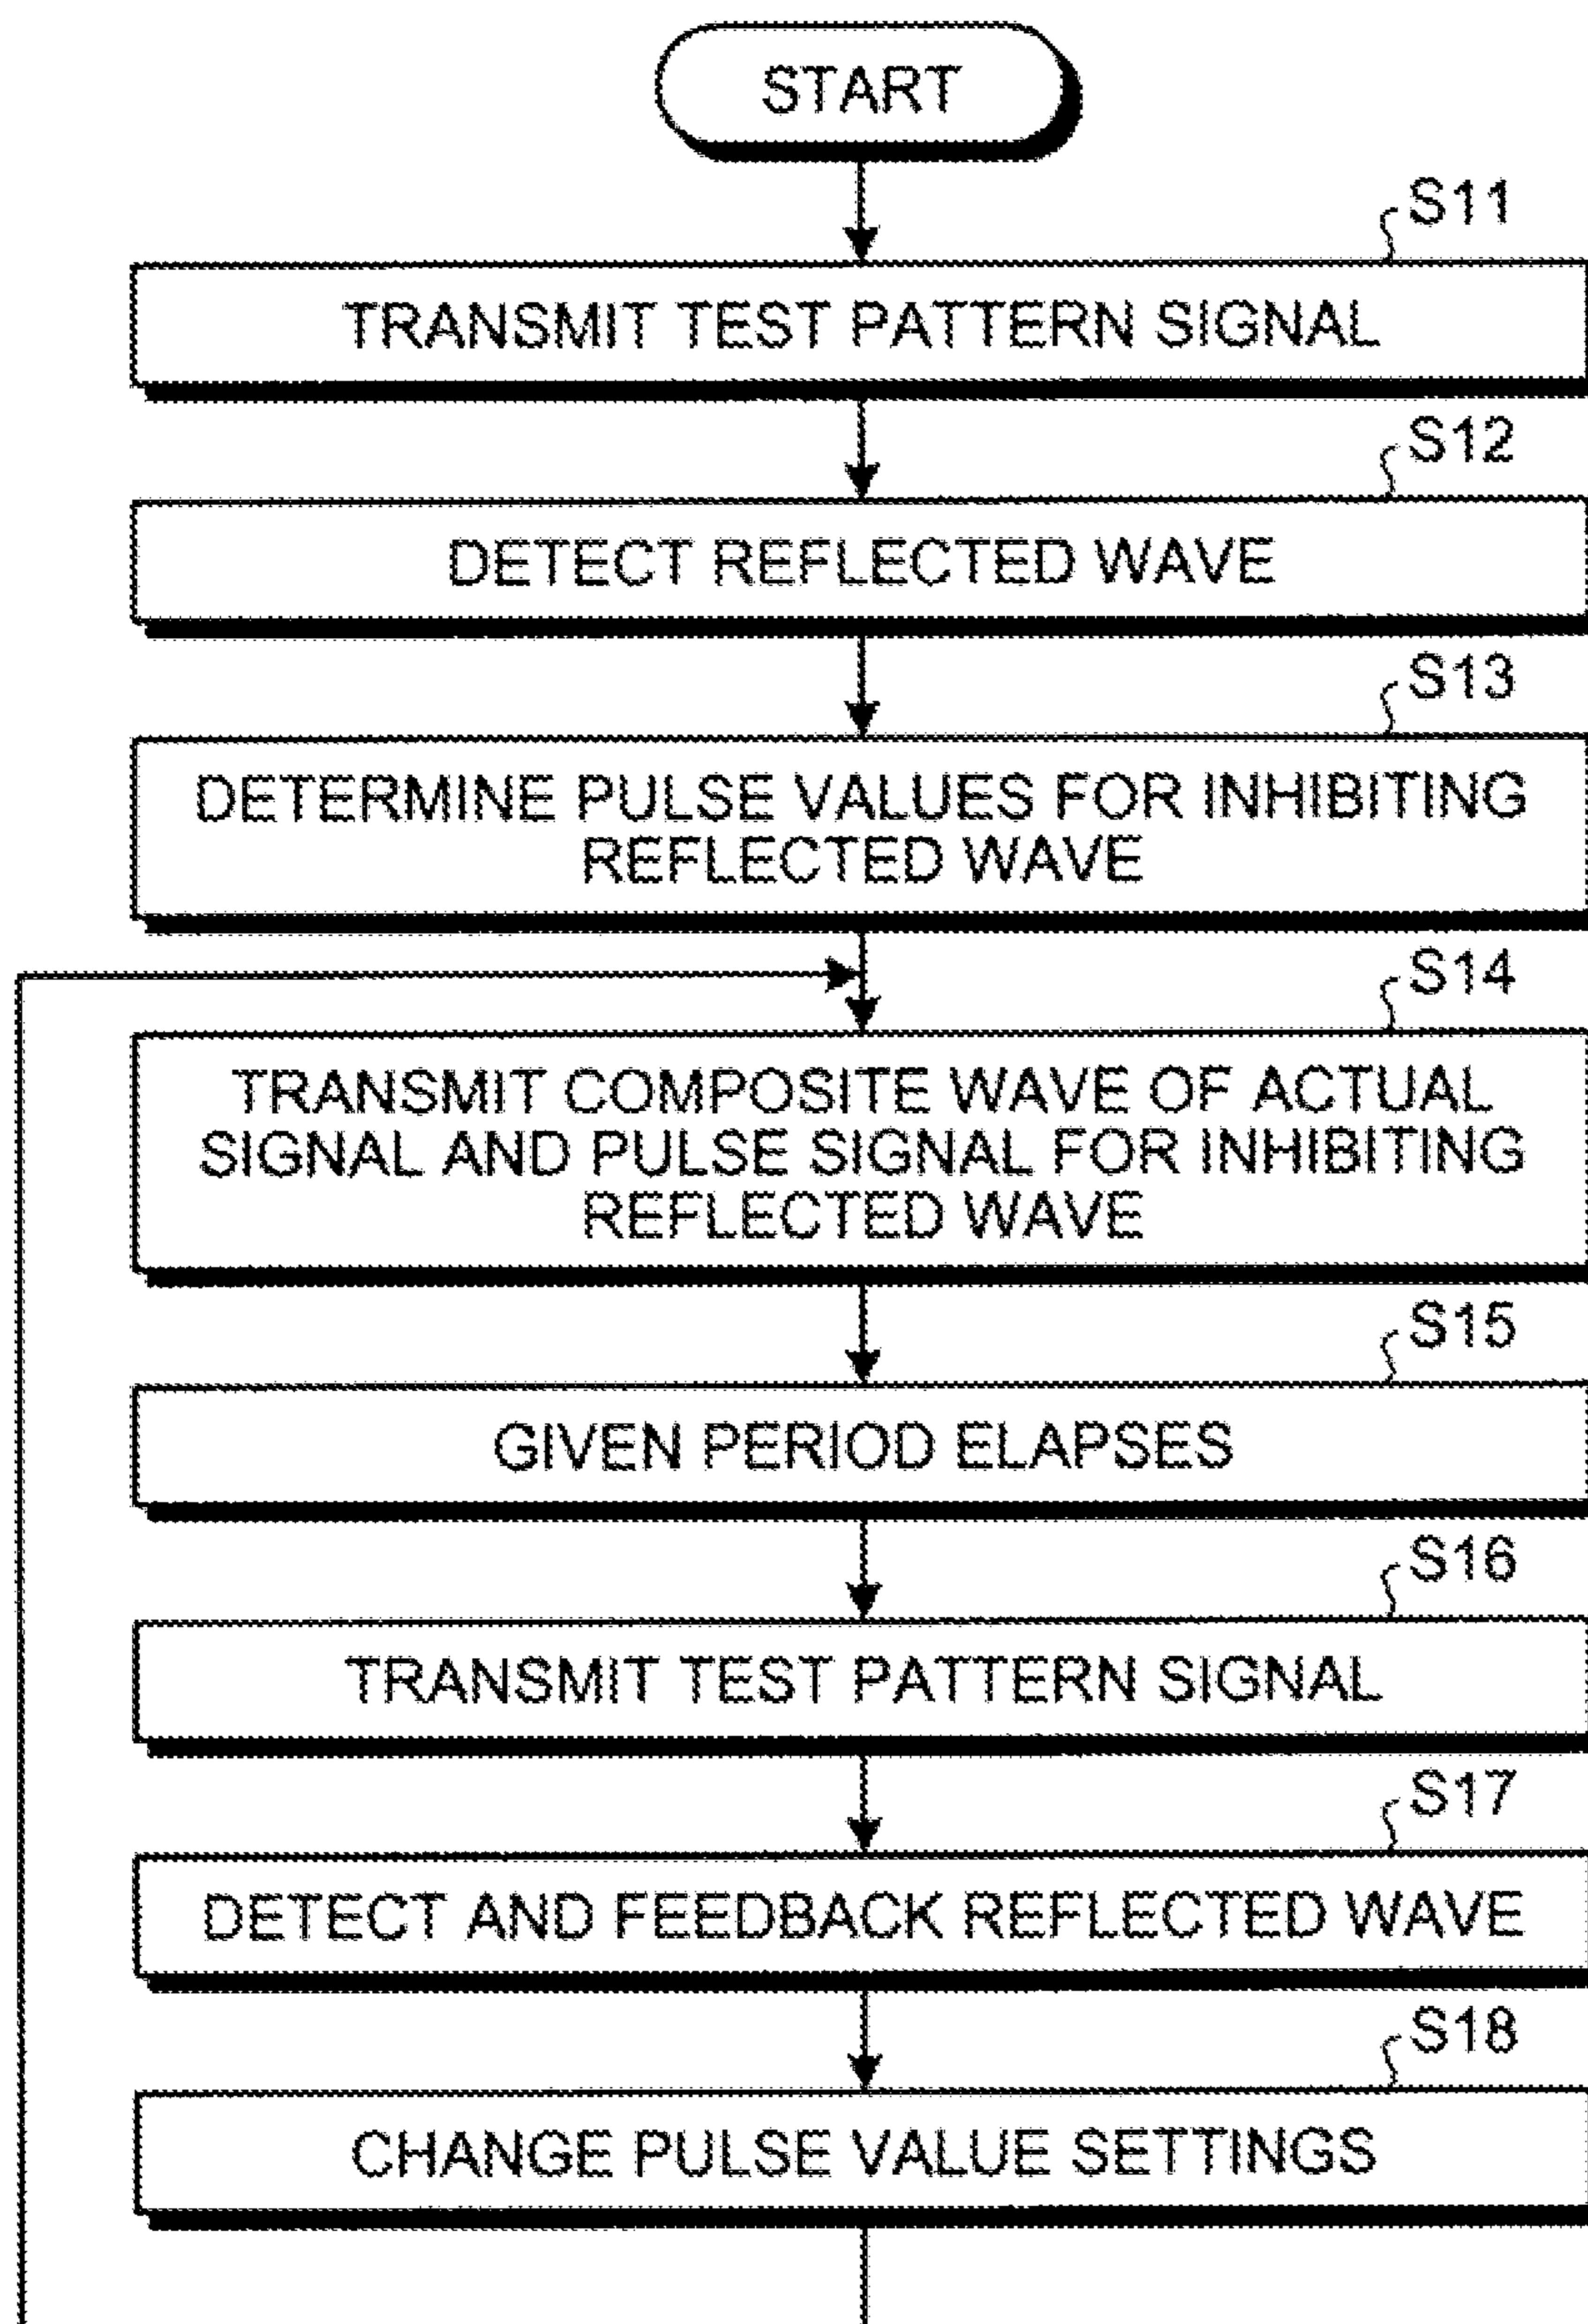 START
S11
TRANSMIT TEST PATTERN SIGNAL
S12
DETECT REFLECTED WAVE
S13
DETERMINE PULSE VALUES FOR INHIBITING
REFLECTED WAVE
S14
TRANSMIT COMPOSITE WAVE OF ACTUAL
SIGNAL AND PULSE SIGNAL FOR INHIBITING
REFLECTED WAVE
S15
GIVEN PERIOD ELAPSES
S16
TRANSMIT TEST PATTERN SIGNAL
S17
DETECT AND FEEDBACK REFLECTED WAVE
S18
CHANGE PULSE VALUE SETTINGS